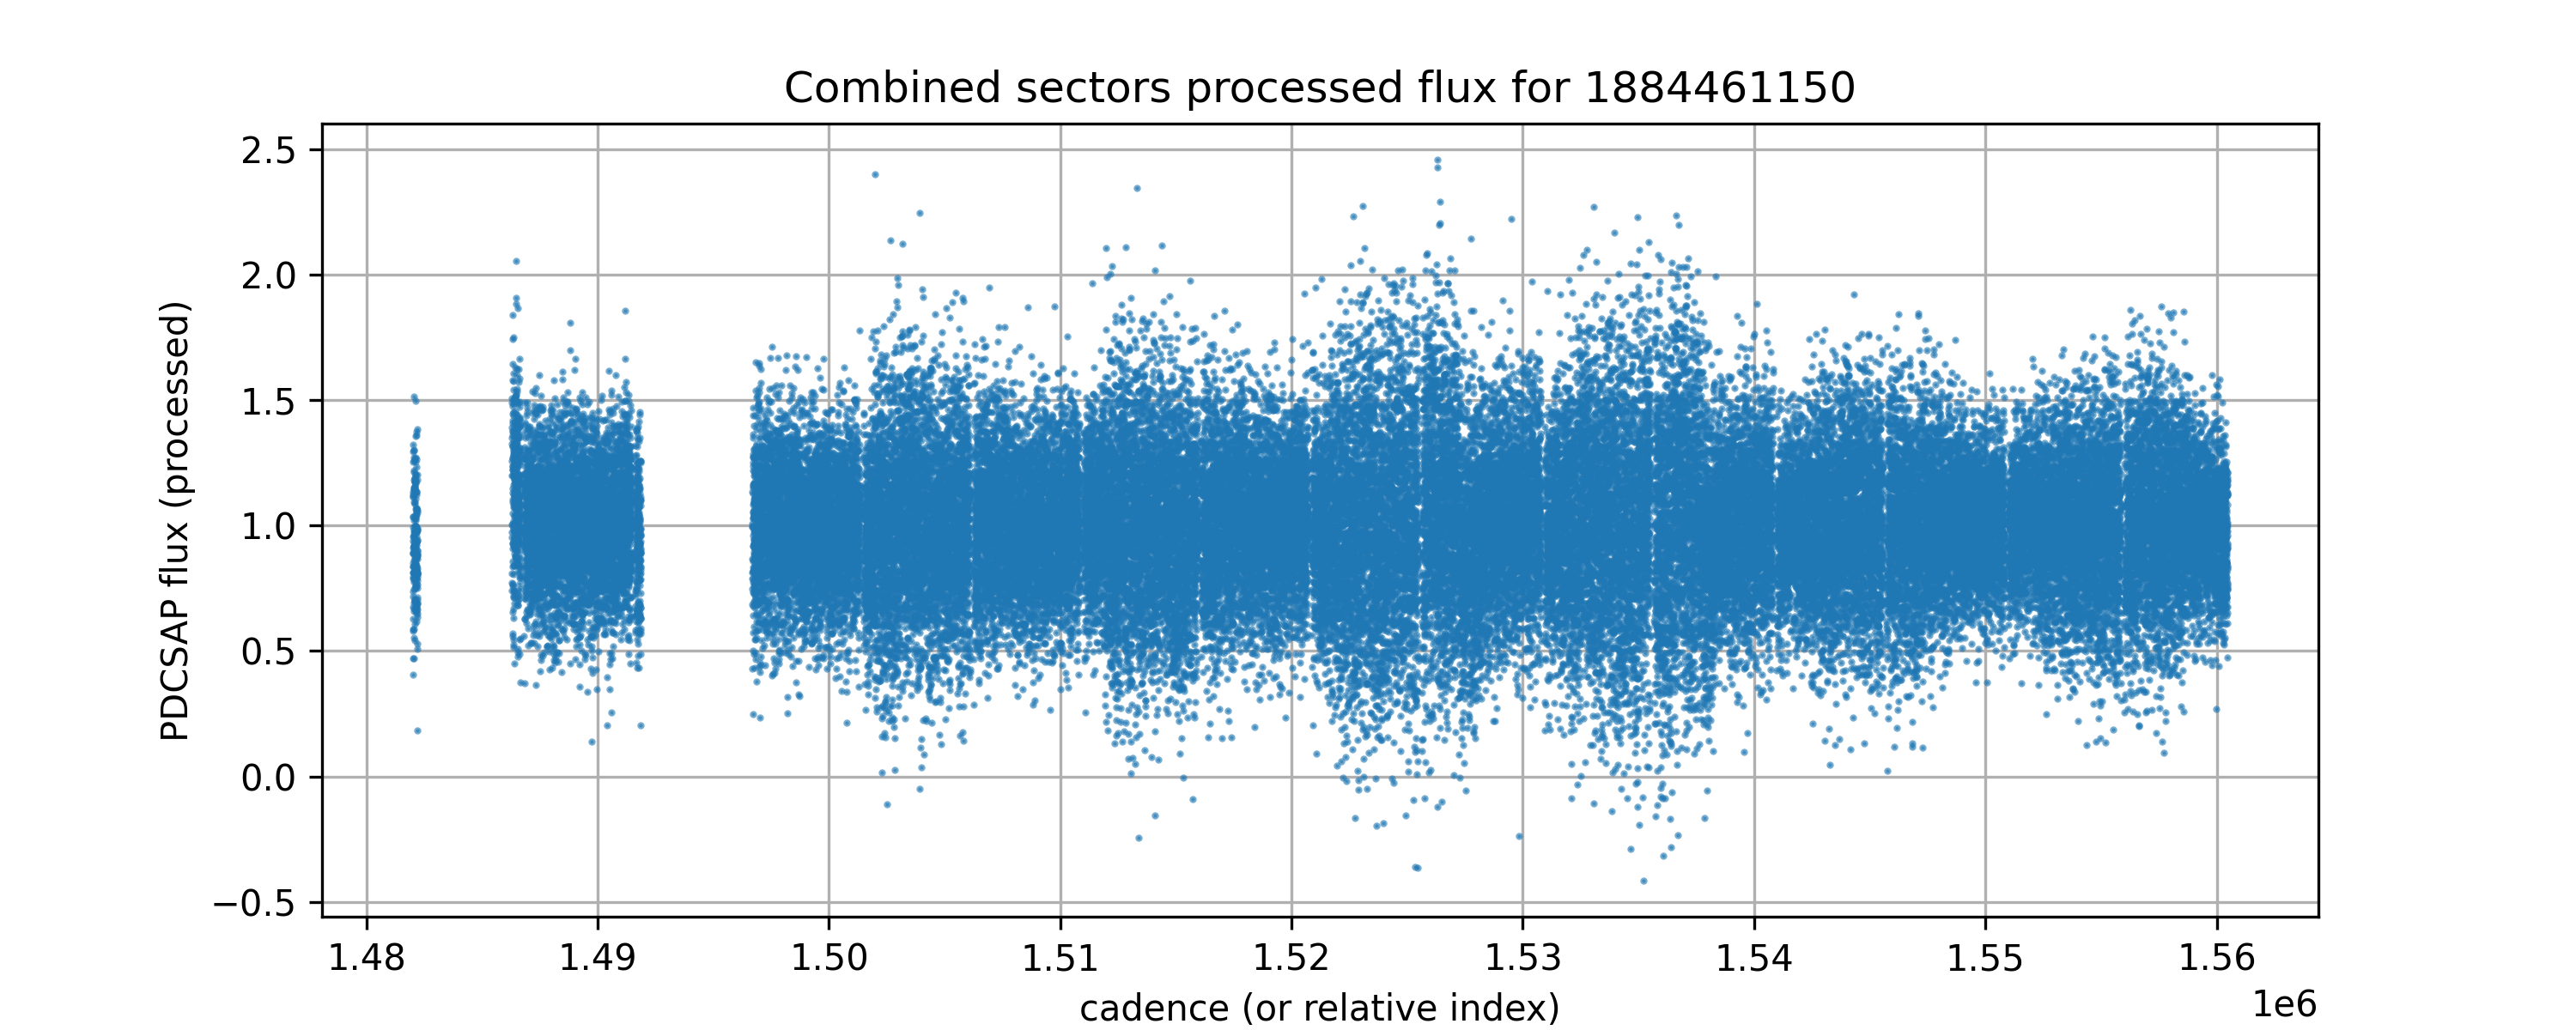 Combined sectors processed flux for 1884461150
PDCSAP flux (processed)
2.5
2.0
1.5
1.0
0.5
0.0
−0.5
1.48 1.49 1.50 1.51 1.52 1.53 1.54 1.55 1.56
1e6
cadence (or relative index)